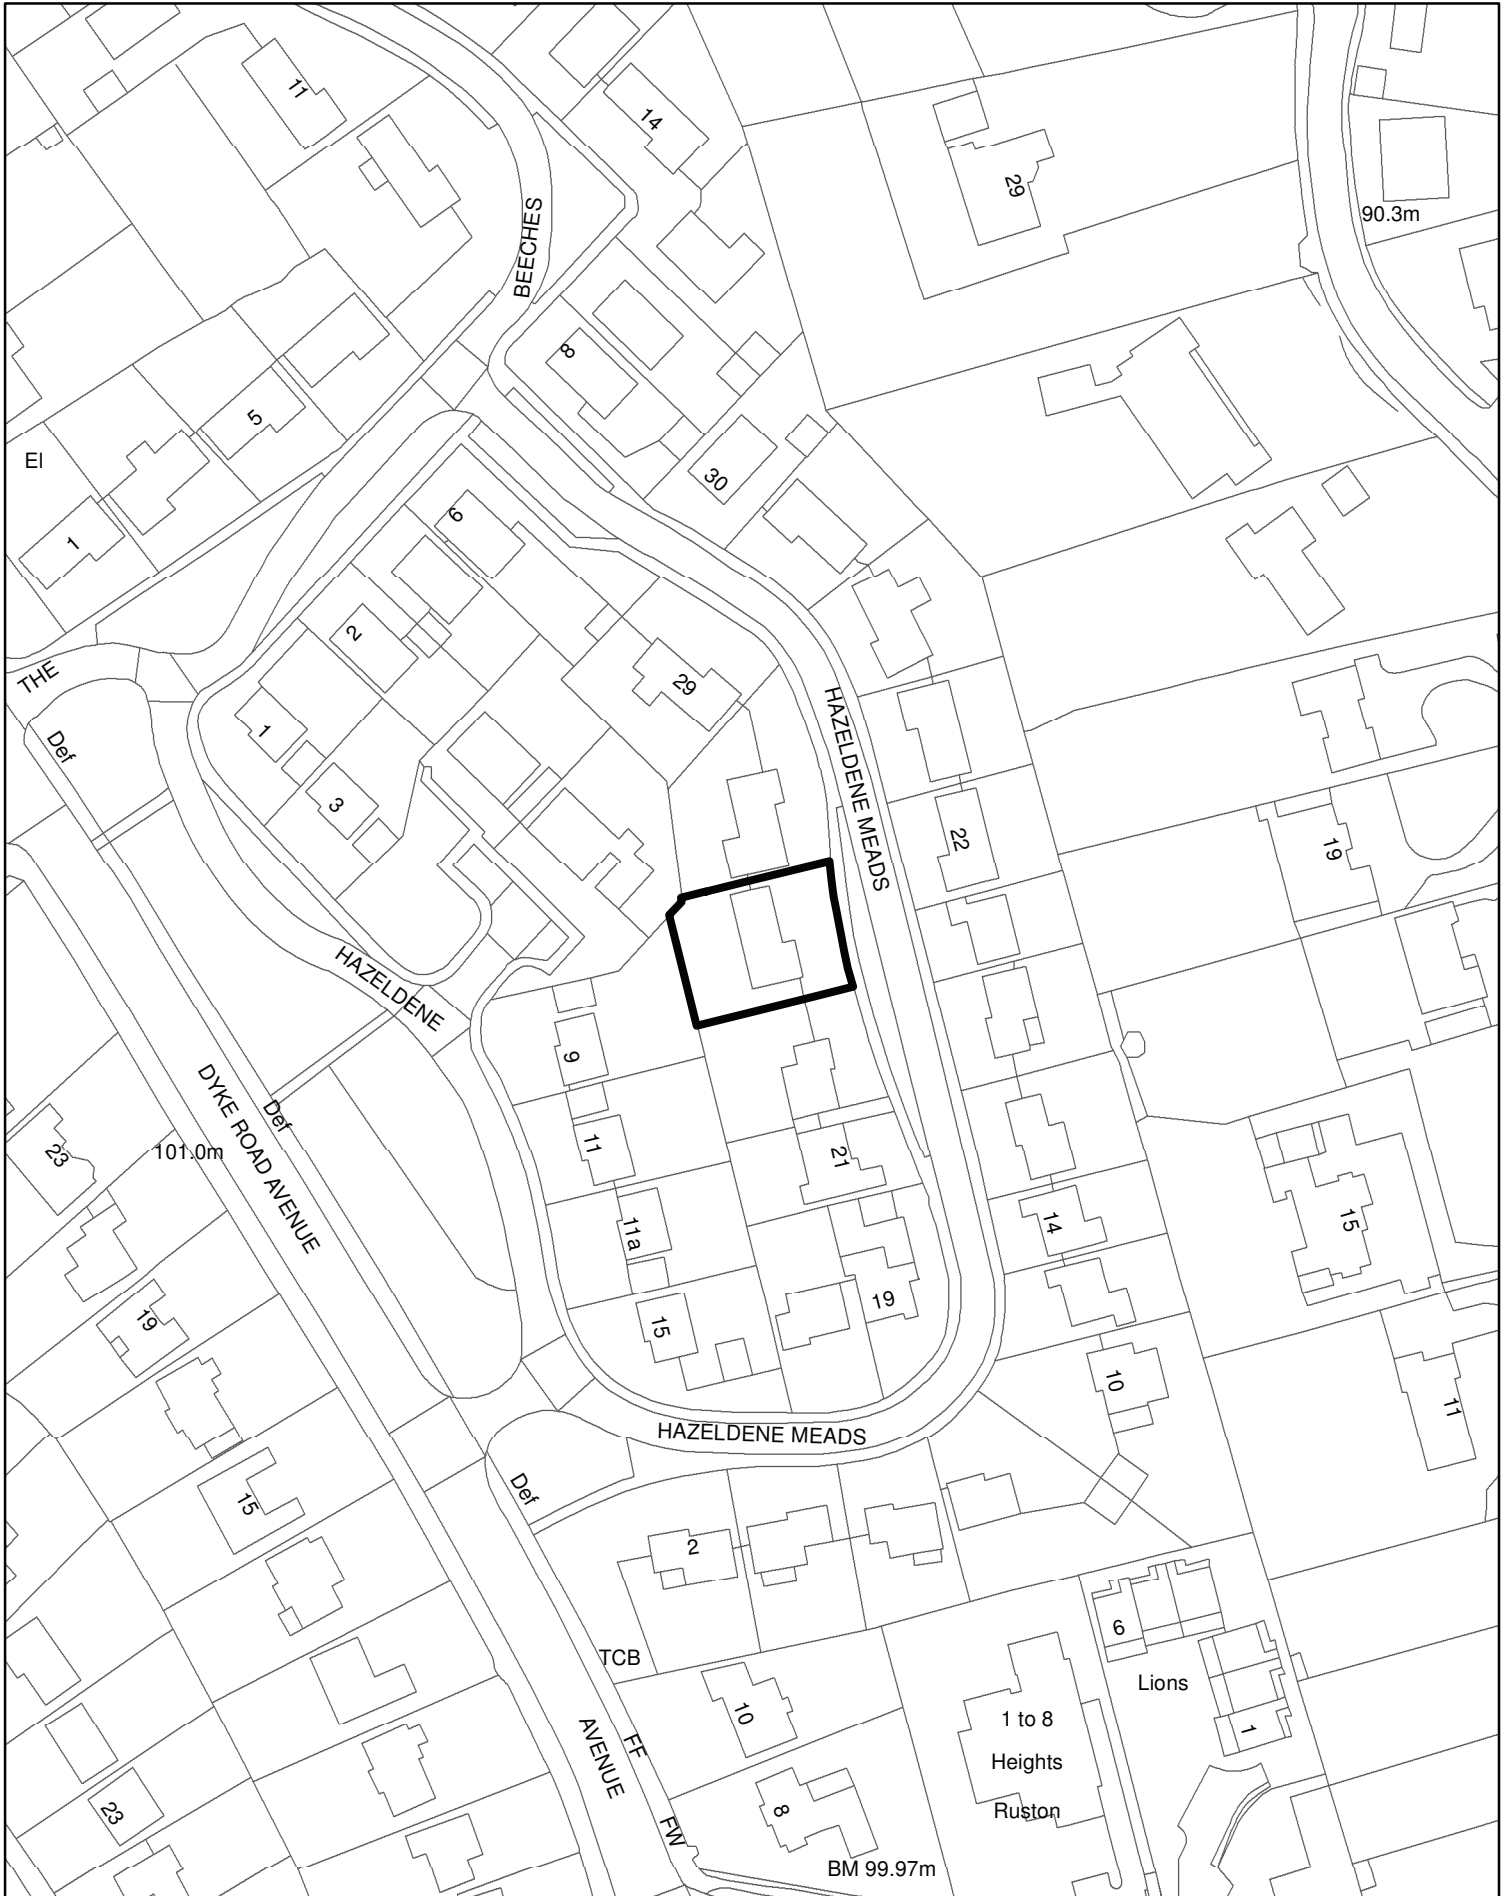 11
14
29
90.3m
BEECHES
8
5
El
30
1
6
2
THE
29
Def
1
3
HAZELDENE MEADS
22
19
HAZELDENE
9
DYKE ROAD AVENUE
Def
23
101.0m
11
21
11a
14
15
19
15
19
10
11
HAZELDENE MEADS
Def
15
2
6
TCB
Lions
10
1 to 8
1
FF
Heights
AVENUE
23
8
Ruston
FW
BM 99.97m